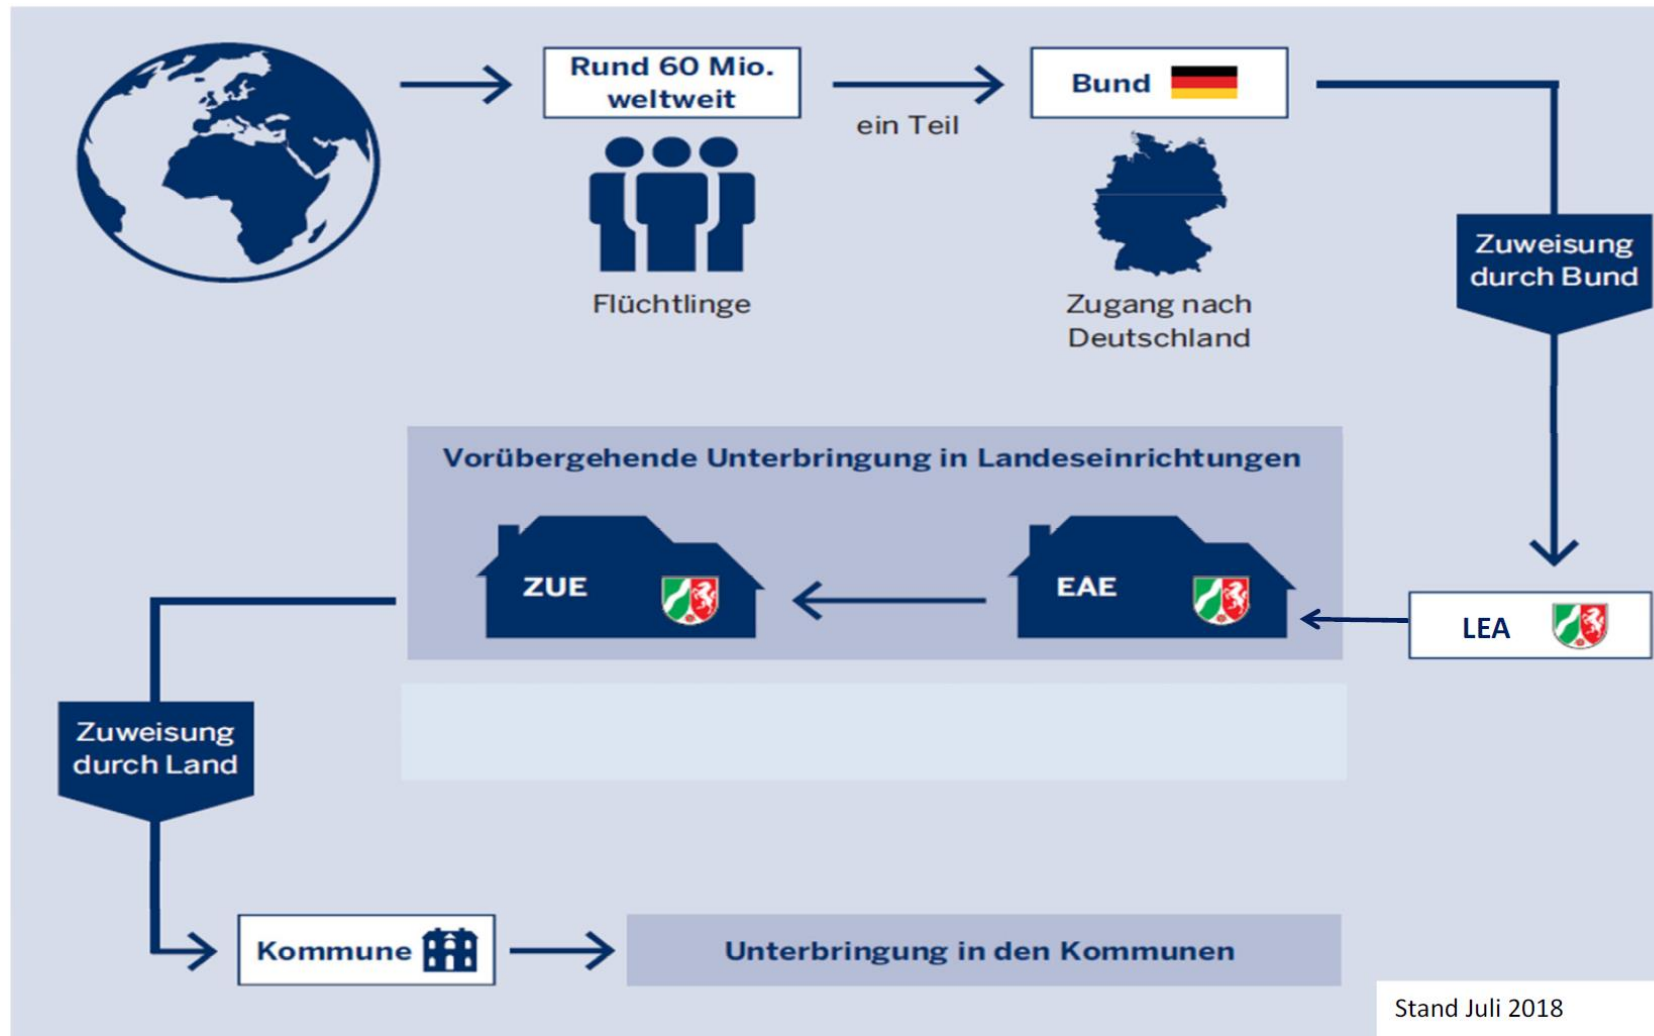 Rund 60 Mio.
weltweit
ein Teil
Bund
Flüchtlinge
Zugang nach
Deutschland
Zuweisung
durch Bund
Vorübergehende Unterbringung in Landeseinrichtungen
ZUE
EAE
LEA
Zuweisung
durch Land
Kommune
Unterbringung in den Kommunen
Stand Juli 2018